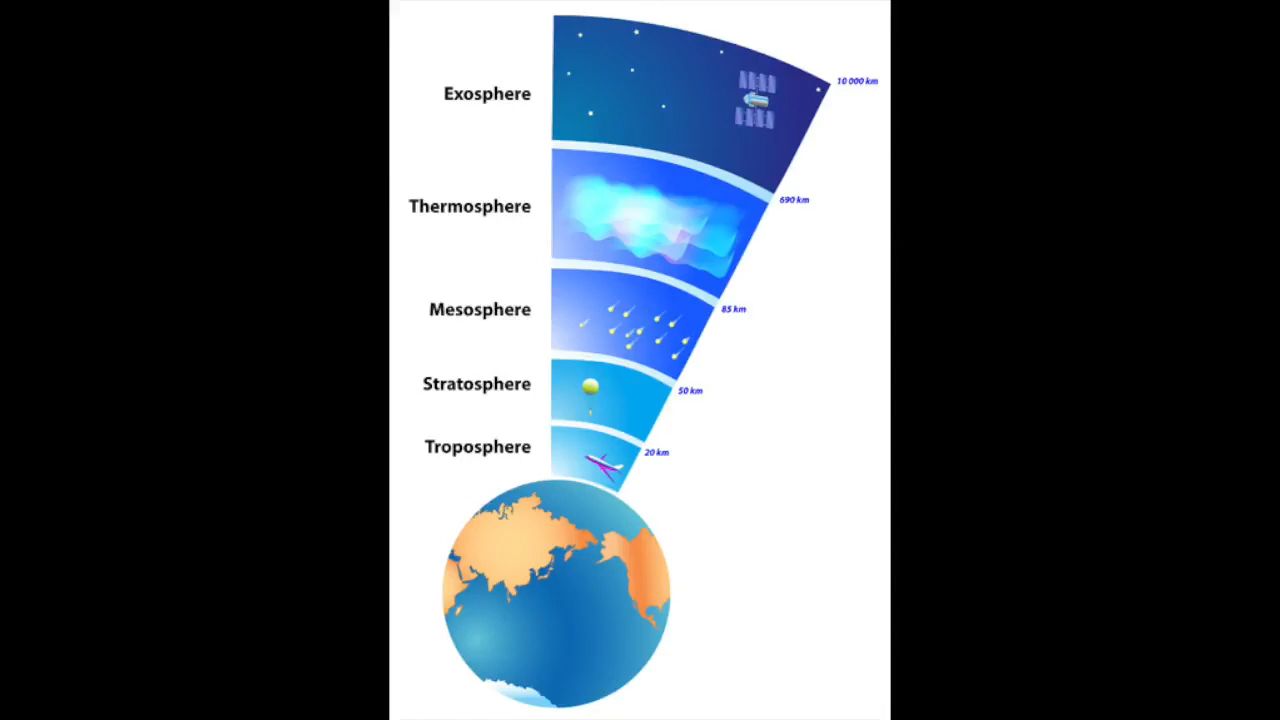 10 000 km
Exosphere
690 km
Thermosphere
85 km
Mesosphere
50 km
Stratosphere
20 km
Troposphere